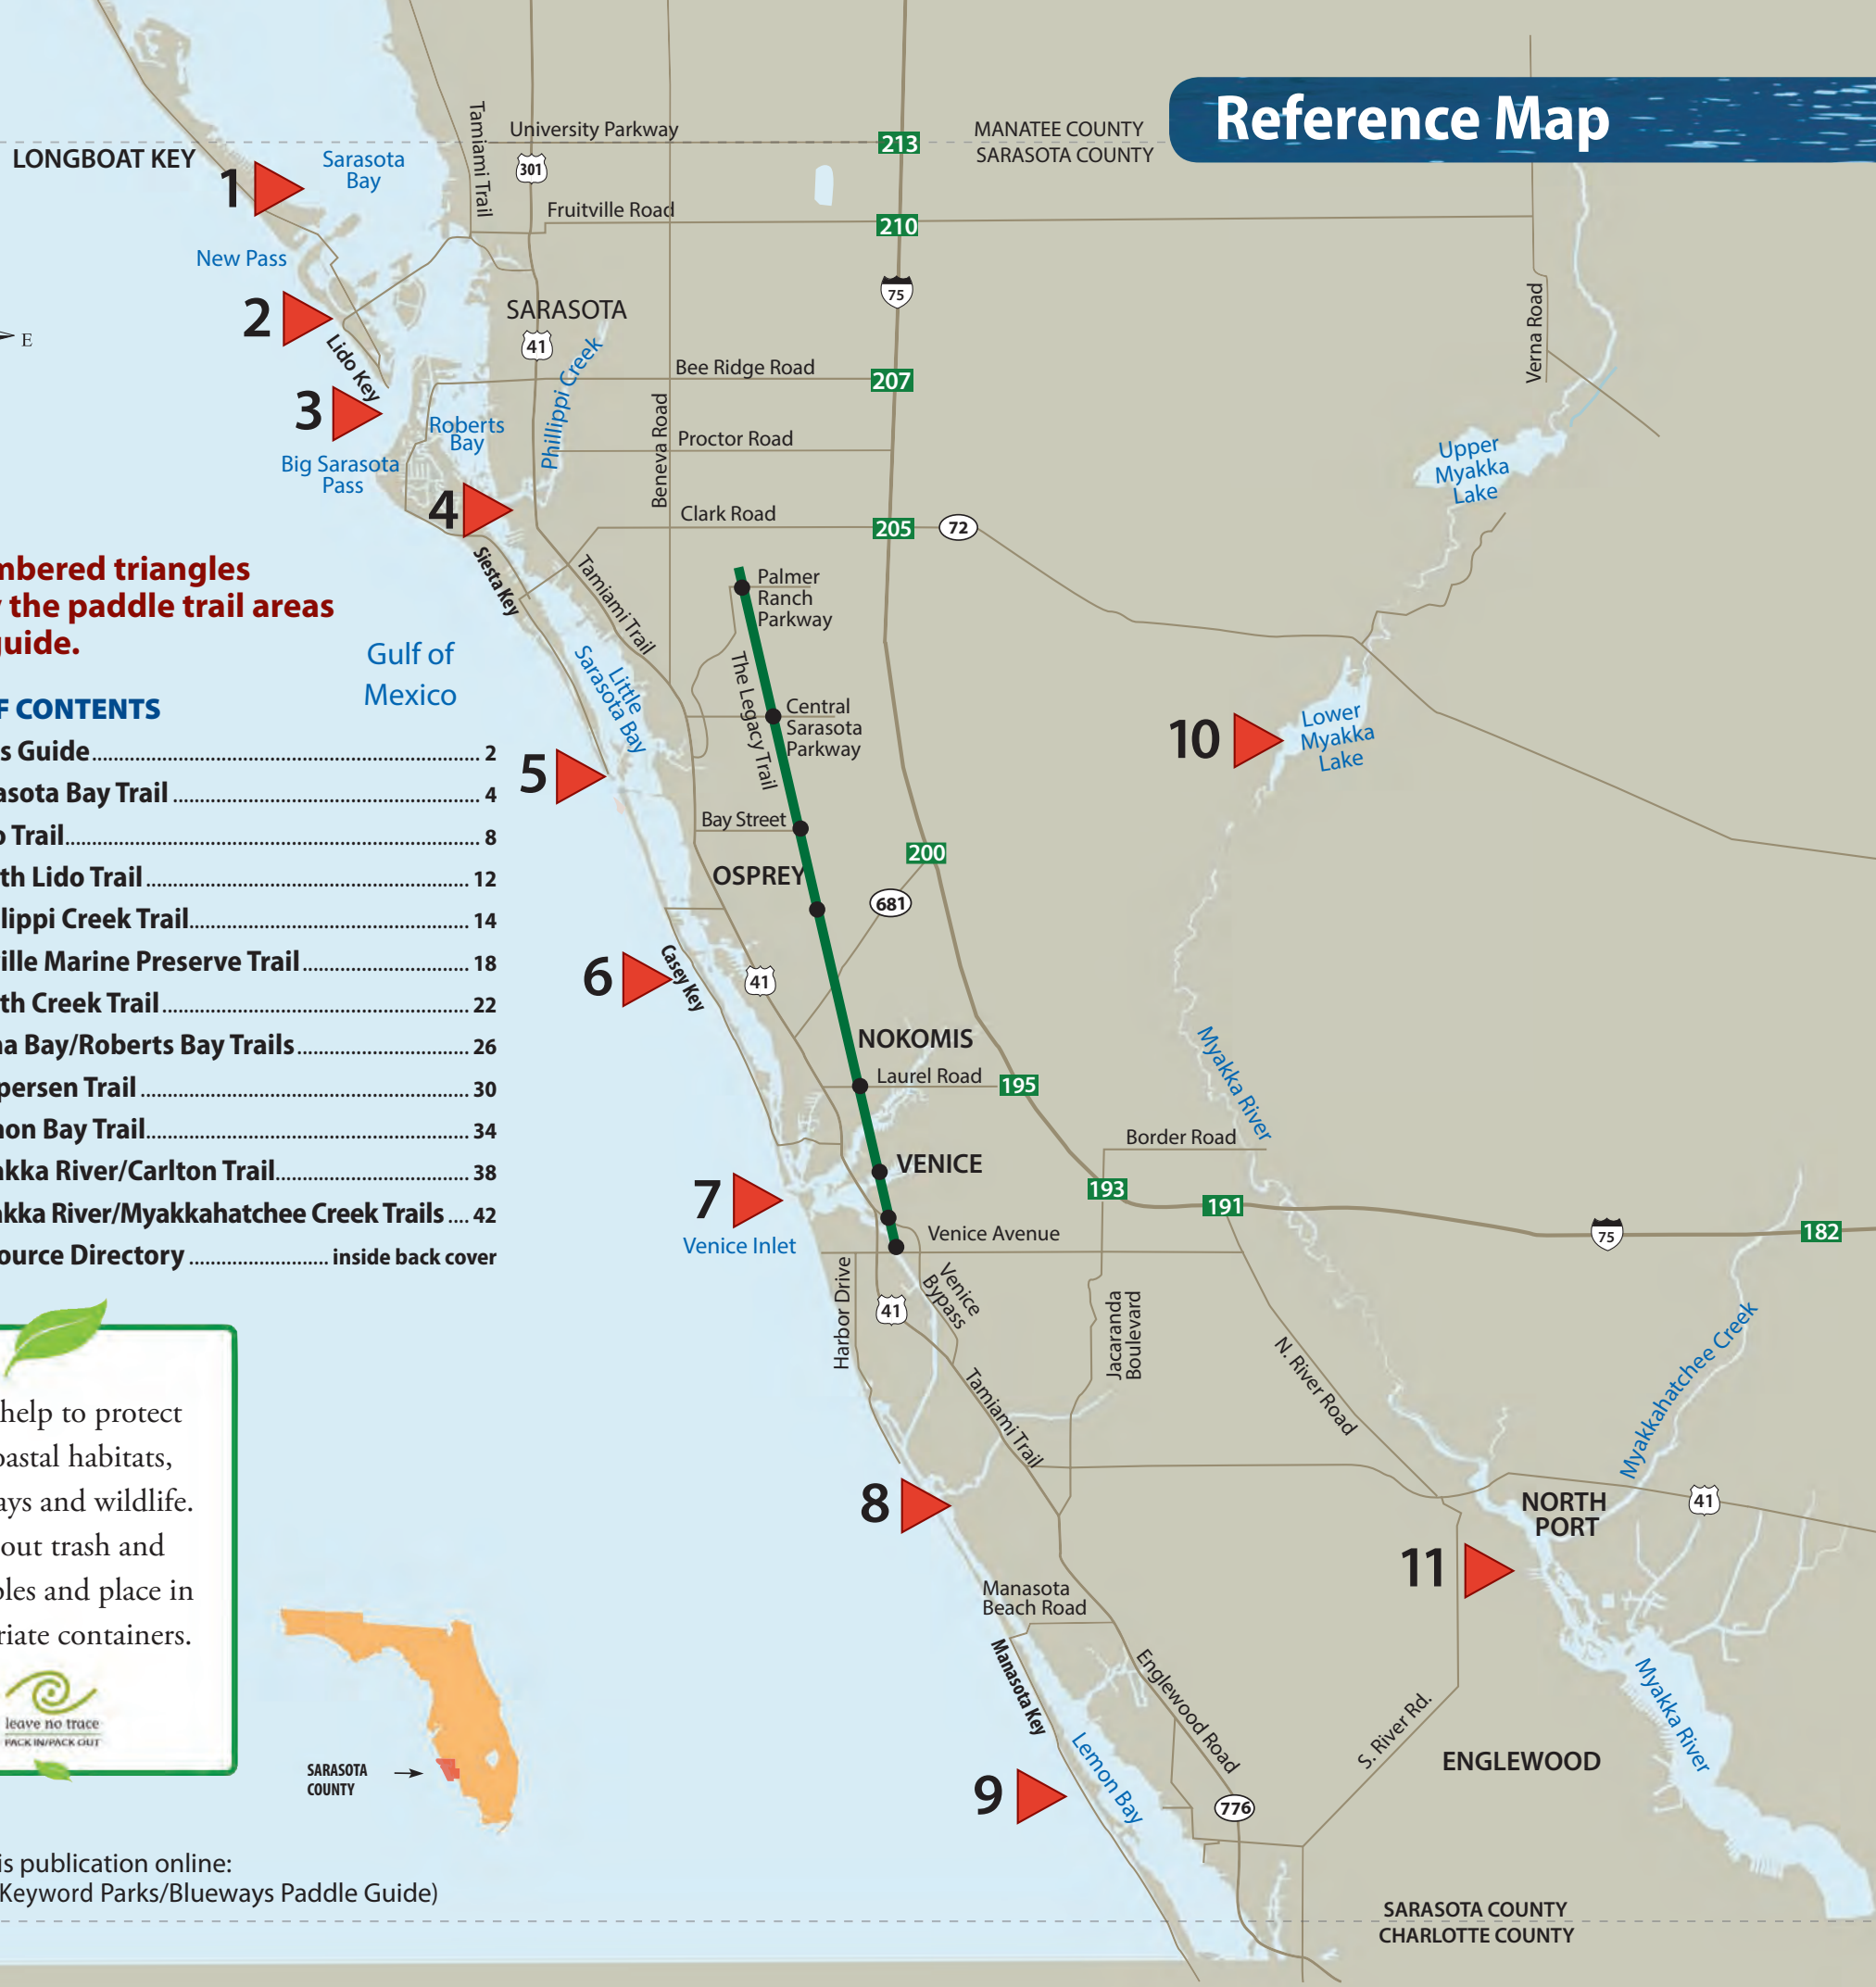 Reference Map
MANATEE COUNTY
SARASOTA COUNTY
University Parkway
213
LONGBOAT KEY
Sarasota
Bay
1
Tamiami Trail
301
Fruitville Road
210
New Pass
75
2
SARASOTA
41
E
Lido Key
Phillippi Creek
Verna Road
Bee Ridge Road
207
3
Roberts
Bay
Beneva Road
Proctor Road
Big Sarasota
Pass
Upper
Myakka
Lake
4
Clark Road
205
72
Siesta Key
Tamiami Trail
mbered triangles
the paddle trail areas
guide.
Palmer
Ranch
Parkway
Gulf of
Mexico
Little
Sarasota Bay
The Legacy Trail
Central
Sarasota
Parkway
10
Lower
Myakka
Lake
5
F CONTENTS
s Guide 2
asota Bay Trail 4
o Trail 8
th Lido Trail 12
lippi Creek Trail 14
ille Marine Preserve Trail 18
th Creek Trail 22
na Bay/Roberts Bay Trails 26
persen Trail 30
non Bay Trail 34
akka River/Carlton Trail 38
akka River/Myakkahatchee Creek Trails .... 42
ource Directory inside back cover
Bay Street
200
OSPREY
681
6
Casey Key
41
NOKOMIS
Laurel Road
195
Myakka River
Border Road
VENICE
193
191
7
Venice Inlet
Venice Avenue
75
182
Harbor Drive
41
Venice
Bypass
Jacaranda
Boulevard
N. River Road
Myakkahatchee Creek
Tamiami Trail
8
NORTH
PORT
41
11
help to protect
oastal habitats,
ays and wildlife.
out trash and
bles and place in
riate containers.
leave no trace
PACK IN/PACK OUT
Manasota
Beach Road
Manasota Key
Englewood Road
Myakka River
S. River Rd.
ENGLEWOOD
Lemon Bay
9
776
SARASOTA
COUNTY
is publication online:
Keyword Parks/Blueways Paddle Guide)
SARASOTA COUNTY
CHARLOTTE COUNTY